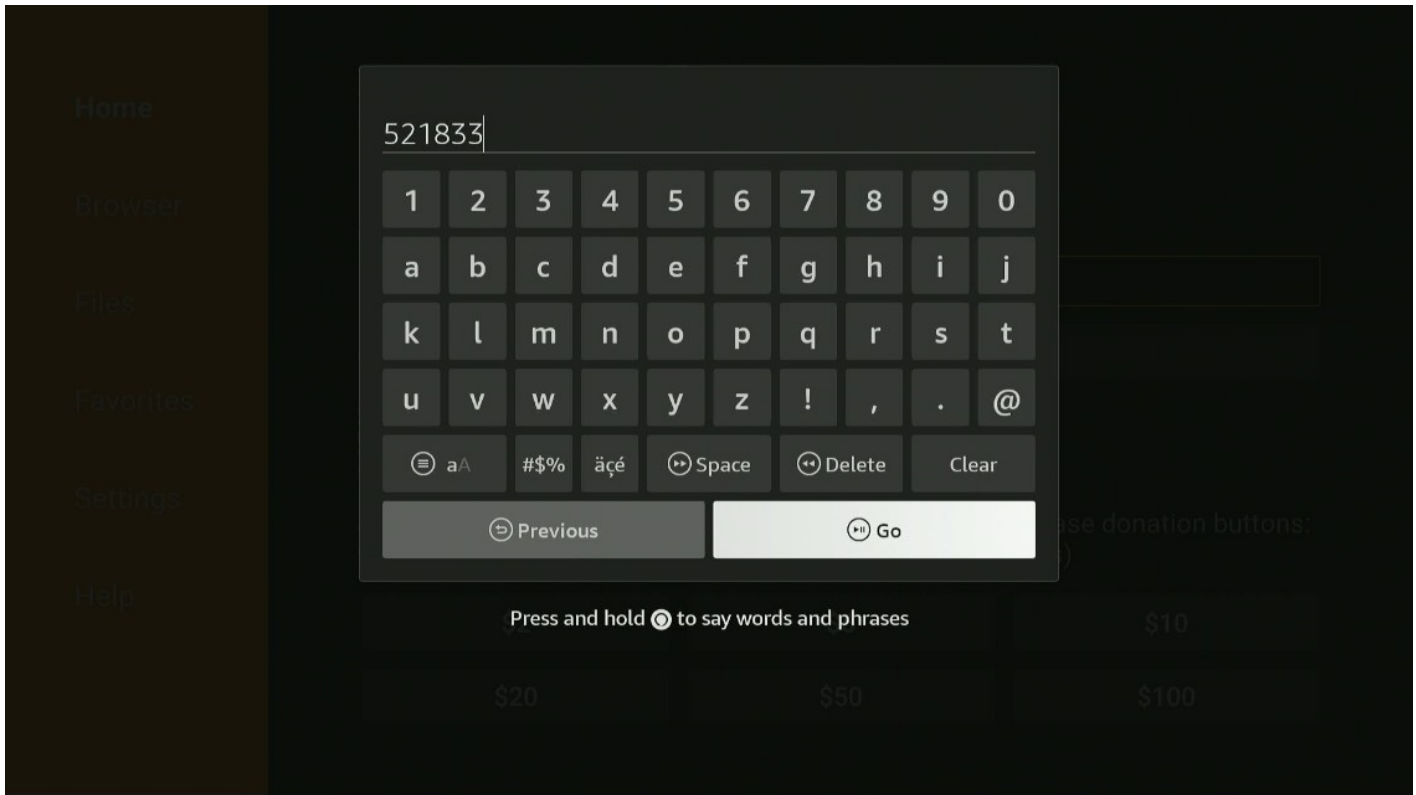 Home
521833
1 2 3 4 5 6 7 8 9 0
Browser
a b c d e f g h i j
Files
k l m n o p q r s t
Favorites
u v w x y z ! , . @
aA #$% äçé Space Delete Clear
Settings
Previous Go
ase donation buttons:
Help
Press and hold to say words and phrases
$10
$20 $50 $100